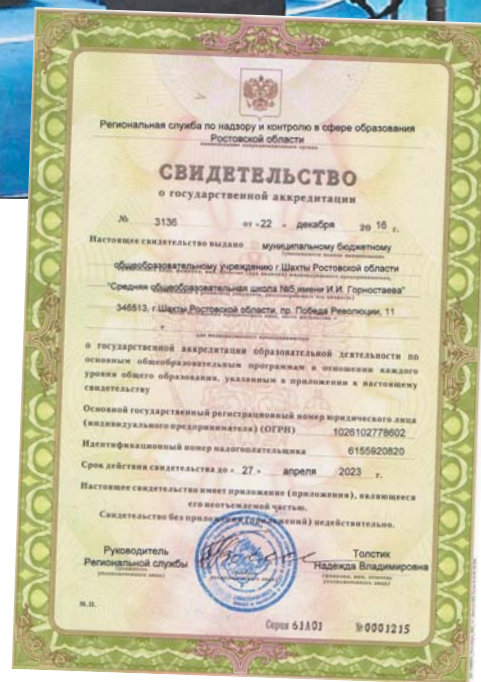 Региональная служба по надзору и контролю в сфере образования
Ростовской области
СВИДЕТЕЛЬСТВО
о государственной аккредитации
№ 3136 от «22 » декабря 20 16 г.
Настоящее свидетельство выдано муниципальному бюджетному
общеобразовательному учреждению г.Шахты Ростовской области
"Средняя общеобразовательная школа №5 имени И.И. Горностаева"
346513, г.Шахты Ростовской области, пр. Победа Революции, 11
о государственной аккредитации образовательной деятельности по
основным общеобразовательным программам в отношении каждого
уровня общего образования, указанным в приложении к настоящему
свидетельству
Основной государственный регистрационный номер юридического лица
(индивидуального предпринимателя) (ОГРН) 1026102778602
Идентификационный номер налогоплательщика 6155920820
Срок действия свидетельства до « 27 » апреля 2023 г.
Настоящее свидетельство имеет приложение (приложения), являющееся
его неотъемлемой частью.
Свидетельство без приложения (приложений) недействительно.
Руководитель Толстик
Региональной службы Надежда Владимировна
М.П.
Серия 61А01 №0001215